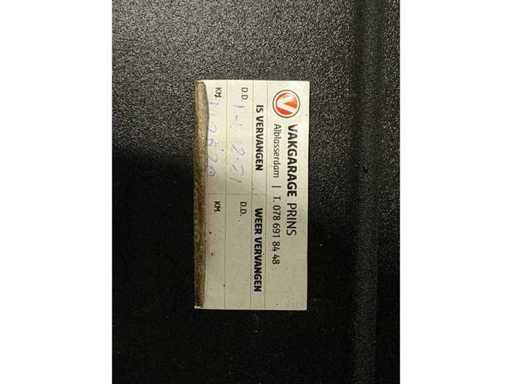 VAKGARAGE PRINS
Alblasserdam | T. 078 691 84 48
IS VERVANGEN WEER VERVANGEN
D.D. D.D.
KM. KM.